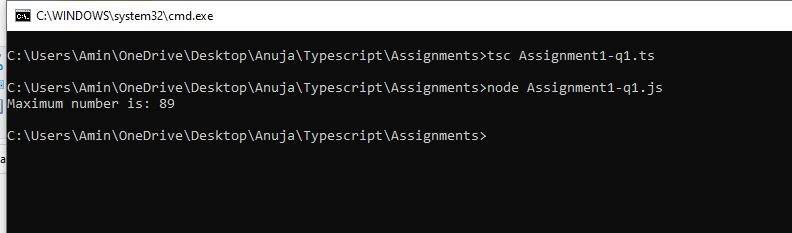 C:\WINDOWS\system32\cmd.exe
C:\Users\Amin\OneDrive\Desktop\Anuja\Typescript\Assignments>tsc Assignment1-q1.ts
C:\Users\Amin\OneDrive\Desktop\Anuja\Typescript\Assignments>node Assignment1-q1.js
Maximum number is: 89
C:\Users\Amin\OneDrive\Desktop\Anuja\Typescript\Assignments>